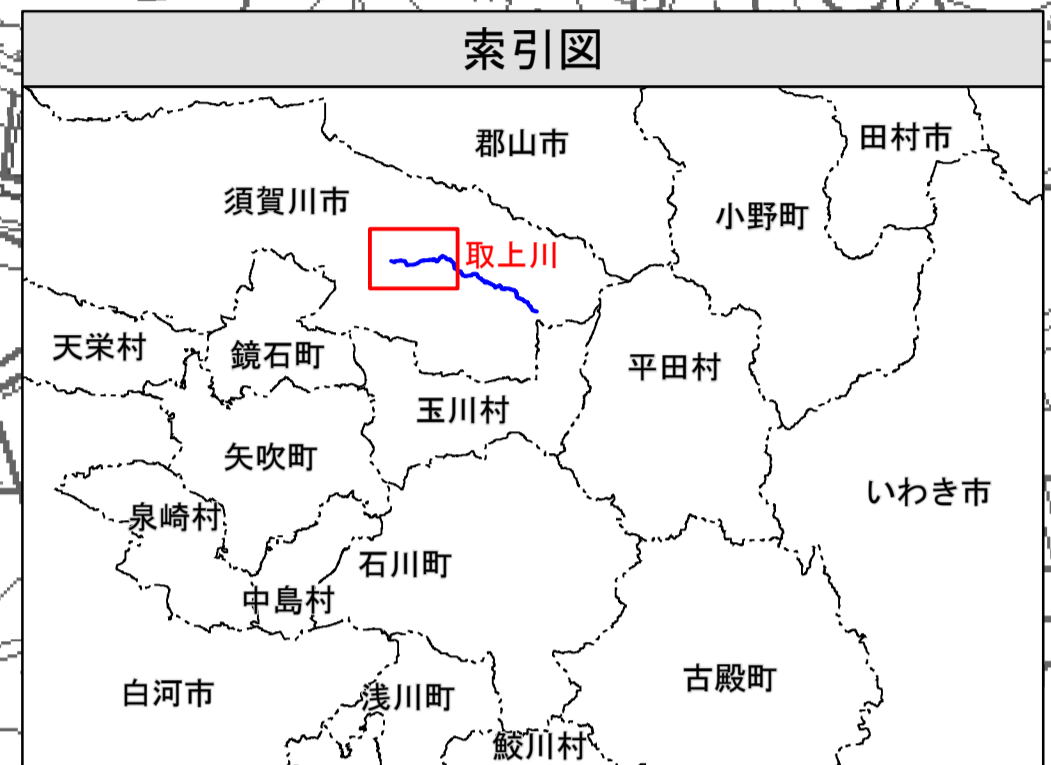 索引図
郡山市
田村市
須賀川市
小野町
取上川
天栄村
鏡石町
平田村
玉川村
矢吹町
いわき市
泉崎村
石川町
中島村
白河市
浅川町
古殿町
鮫川村